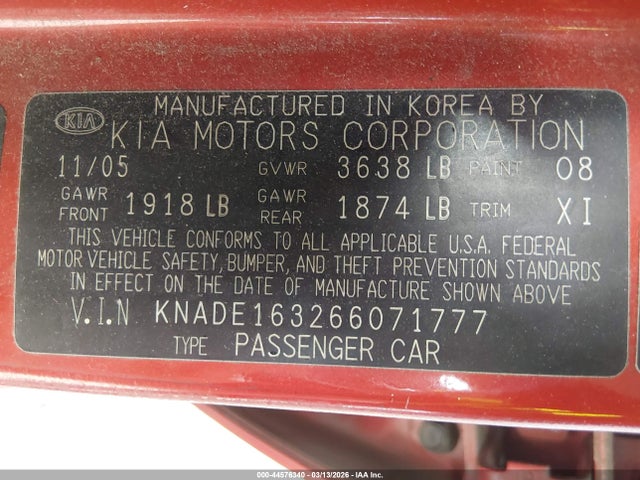 MANUFACTURED IN KOREA BY
KIA KIA MOTORS CORPORATION
11/05 GVWR 3638 LB PAINT 08
GAWR FRONT 1918 LB GAWR REAR 1874 LB TRIM XI
THIS VEHICLE CONFORMS TO ALL APPLICABLE U.S.A. FEDERAL
MOTOR VEHICLE SAFETY, BUMPER, AND THEFT PREVENTION STANDARDS
IN EFFECT ON THE DATE OF MANUFACTURE SHOWN ABOVE
V.I.N KNADE163266071777
TYPE PASSENGER CAR
000-44576340 - 03/13/2026 - IAA Inc.